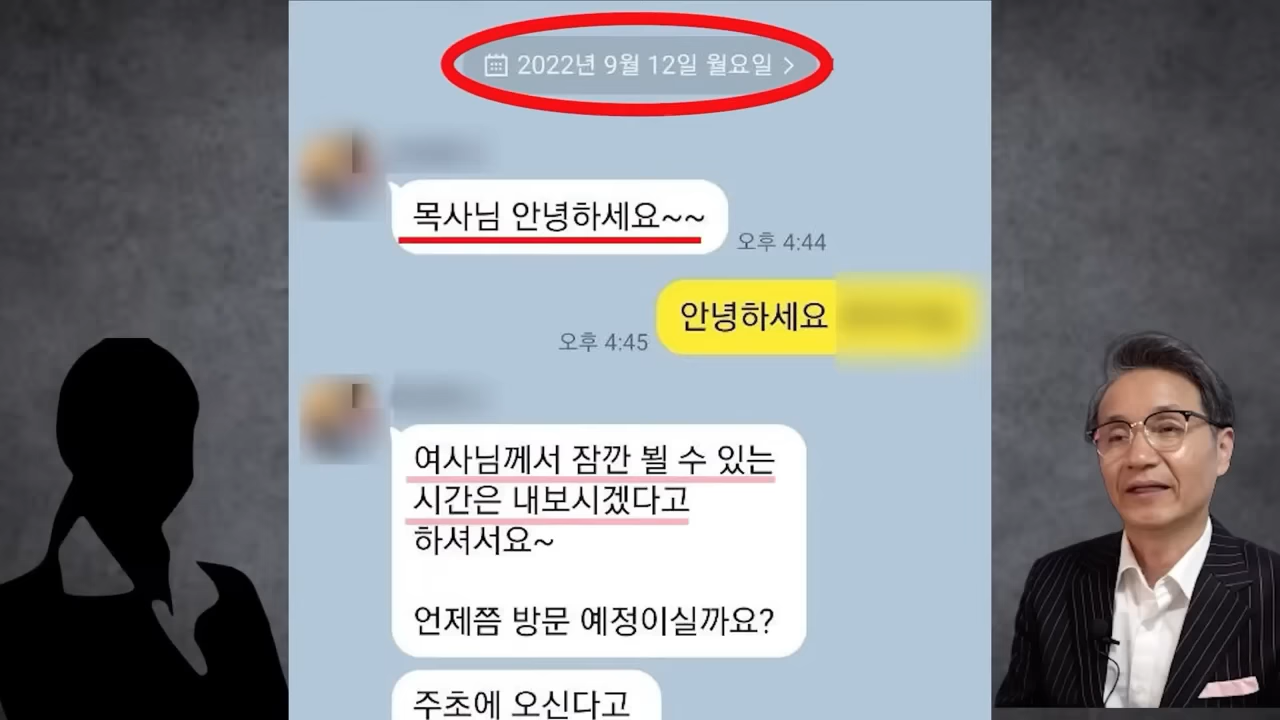 2022년 9월 12일 월요일
목사님 안녕하세요~~
오후 4:44
안녕하세요
오후 4:45
여사님께서 잠깐 뵐 수 있는
시간은 내보시겠다고
하셔서요~
언제쯤 방문 예정이실까요?
주초에 오신다고